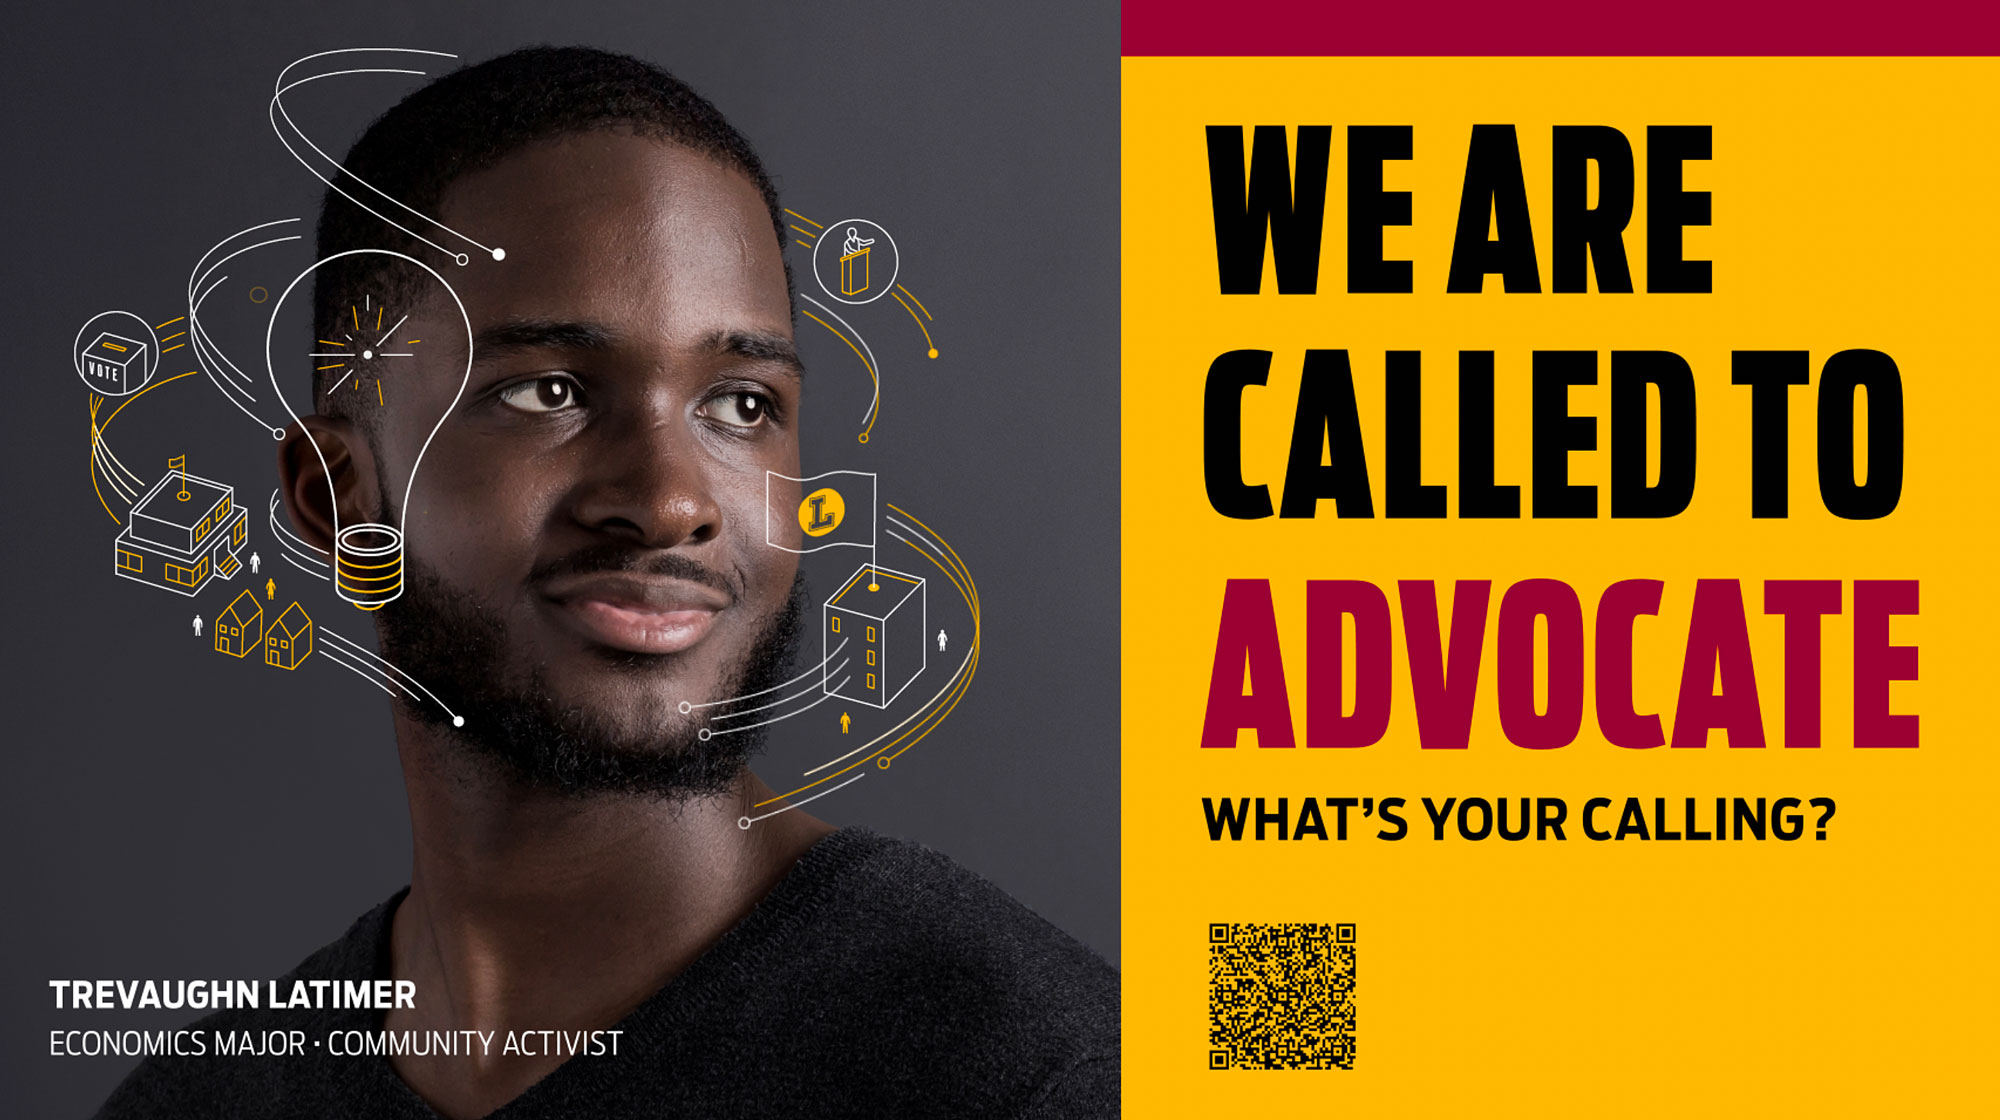 VOTE
L
TREVAUGHN LATIMER
ECONOMICS MAJOR · COMMUNITY ACTIVIST
WE ARE
CALLED TO
ADVOCATE
WHAT'S YOUR CALLING?